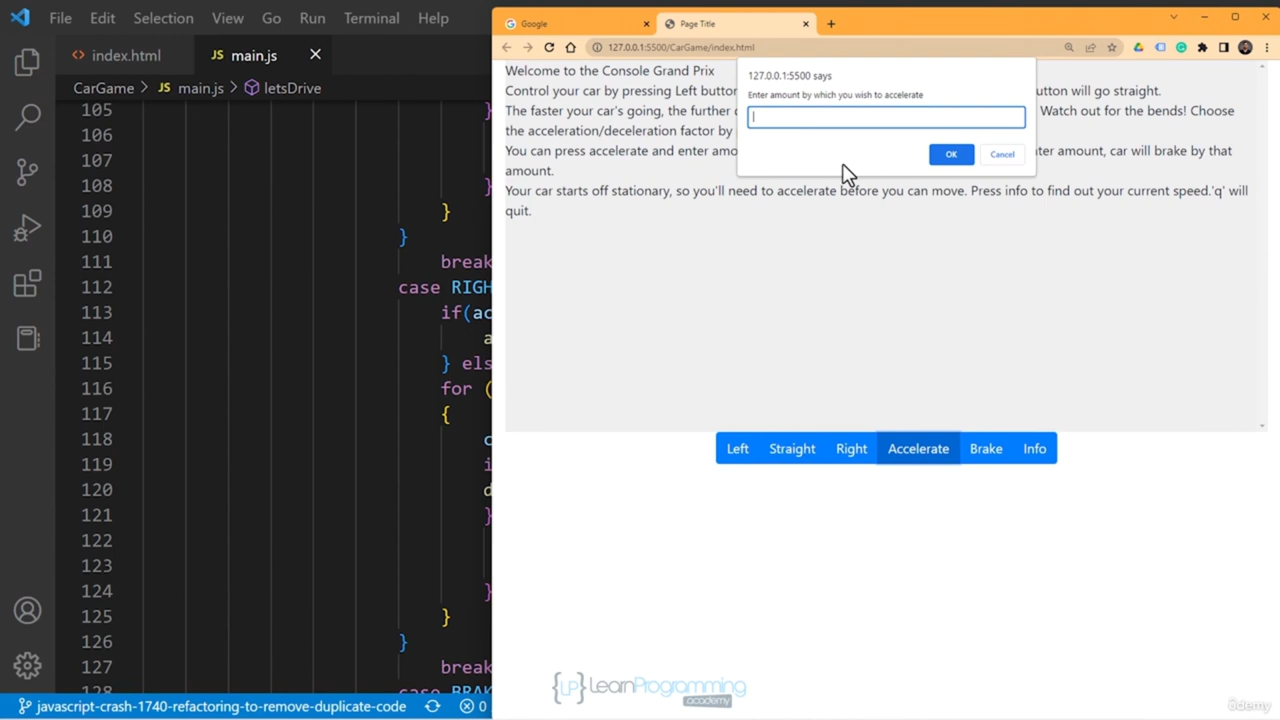 File Edit Selection View Go Run Terminal Help
index.html
JS main.js
CarGame > JS main.js > letsDrive
105 }
106
107
108 }
109 }
110 }
111 break
112 case RIGH
113 if(ac
114 a
115 } els
116 for (
117 {
118 c
119 i
120 d
121 }
122
123
124 }
125 }
126 }
127 break
128 case BRA
javascript-crash-1740-refactoring-to-remove-duplicate-code 0
Google
Page Title
127.0.0.1:5500/CarGame/index.html
127.0.0.1:5500 says
Enter amount by which you wish to accelerate
OK Cancel
Welcome to the Console Grand Prix
Control your car by pressing Left button utton will go straight.
The faster your car's going, the further Watch out for the bends! Choose
the acceleration/deceleration factor by
You can press accelerate and enter amo nter amount, car will brake by that
amount.
Your car starts off stationary, so you'll need to accelerate before you can move. Press info to find out your current speed.'q' will
quit.
Left Straight Right Accelerate Brake Info
{LP} LearnProgramming
academy
ûdemy